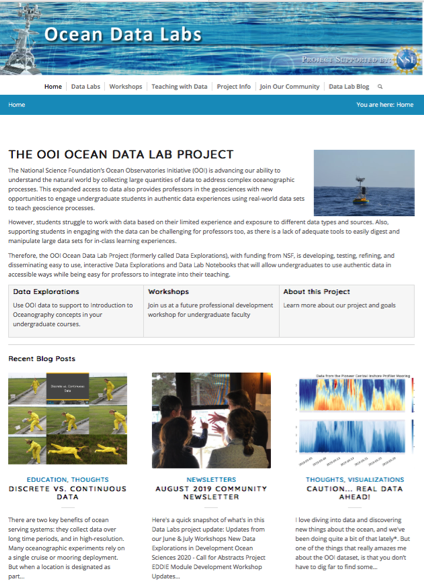 Ocean Data Labs
PROJECT SUPPORTED BY: NSF
Home Data Labs Workshops Teaching with Data Project Info Join Our Community Data Lab Blog
Home You are here: Home
THE OOI OCEAN DATA LAB PROJECT
The National Science Foundation's Ocean Observatories Initiative (OOI) is advancing our ability to
understand the natural world by collecting large quantities of data to address complex oceanographic
processes. This expanded access to data also provides professors in the geosciences with new
opportunities to engage undergraduate students in authentic data experiences using real-world data sets
to teach geoscience processes.
However, students struggle to work with data based on their limited experience and exposure to different data types and sources. Also,
supporting students in engaging with the data can be challenging for professors too, as there is a lack of adequate tools to easily digest and
manipulate large data sets for in-class learning experiences.
Therefore, the OOI Ocean Data Lab Project (formerly called Data Explorations), with funding from NSF, is developing, testing, refining, and
disseminating easy to use, interactive Data Explorations and Data Lab Notebooks that will allow undergraduates to use authentic data in
accessible ways while being easy for professors to integrate into their teaching.
Data Explorations
Use OOI data to support to Introduction to
Oceanography concepts in your
undergraduate courses.
Workshops
Join us at a future professional development
workshop for undergraduate faculty
About this Project
Learn more about our project and goals
Recent Blog Posts
Discrete vs. Continuous
Data
EDUCATION, THOUGHTS
DISCRETE VS. CONTINUOUS
DATA
There are two key benefits of ocean
serving systems: they collect data over
long time periods, and in high-resolution.
Many oceanographic experiments rely on
a single cruise or mooring deployment.
But when a location is designated as
part...
NEWSLETTERS
AUGUST 2019 COMMUNITY
NEWSLETTER
Here's a quick snapshot of what's in this
Data Labs project update: Updates from
our June & July Workshops New Data
Explorations in Development Ocean
Sciences 2020 - Call for Abstracts Project
EDDIE Module Development Workshop
Updates...
Data from the Pioneer Central Inshore Profiler Mooring
THOUGHTS, VISUALIZATIONS
CAUTION... REAL DATA
AHEAD!
I love diving into data and discovering
new things about the ocean, and we've
been doing quite a bit of that lately*. But
one of the things that really amazes me
about the OOI dataset, is that you don't
have to dig far to find some...